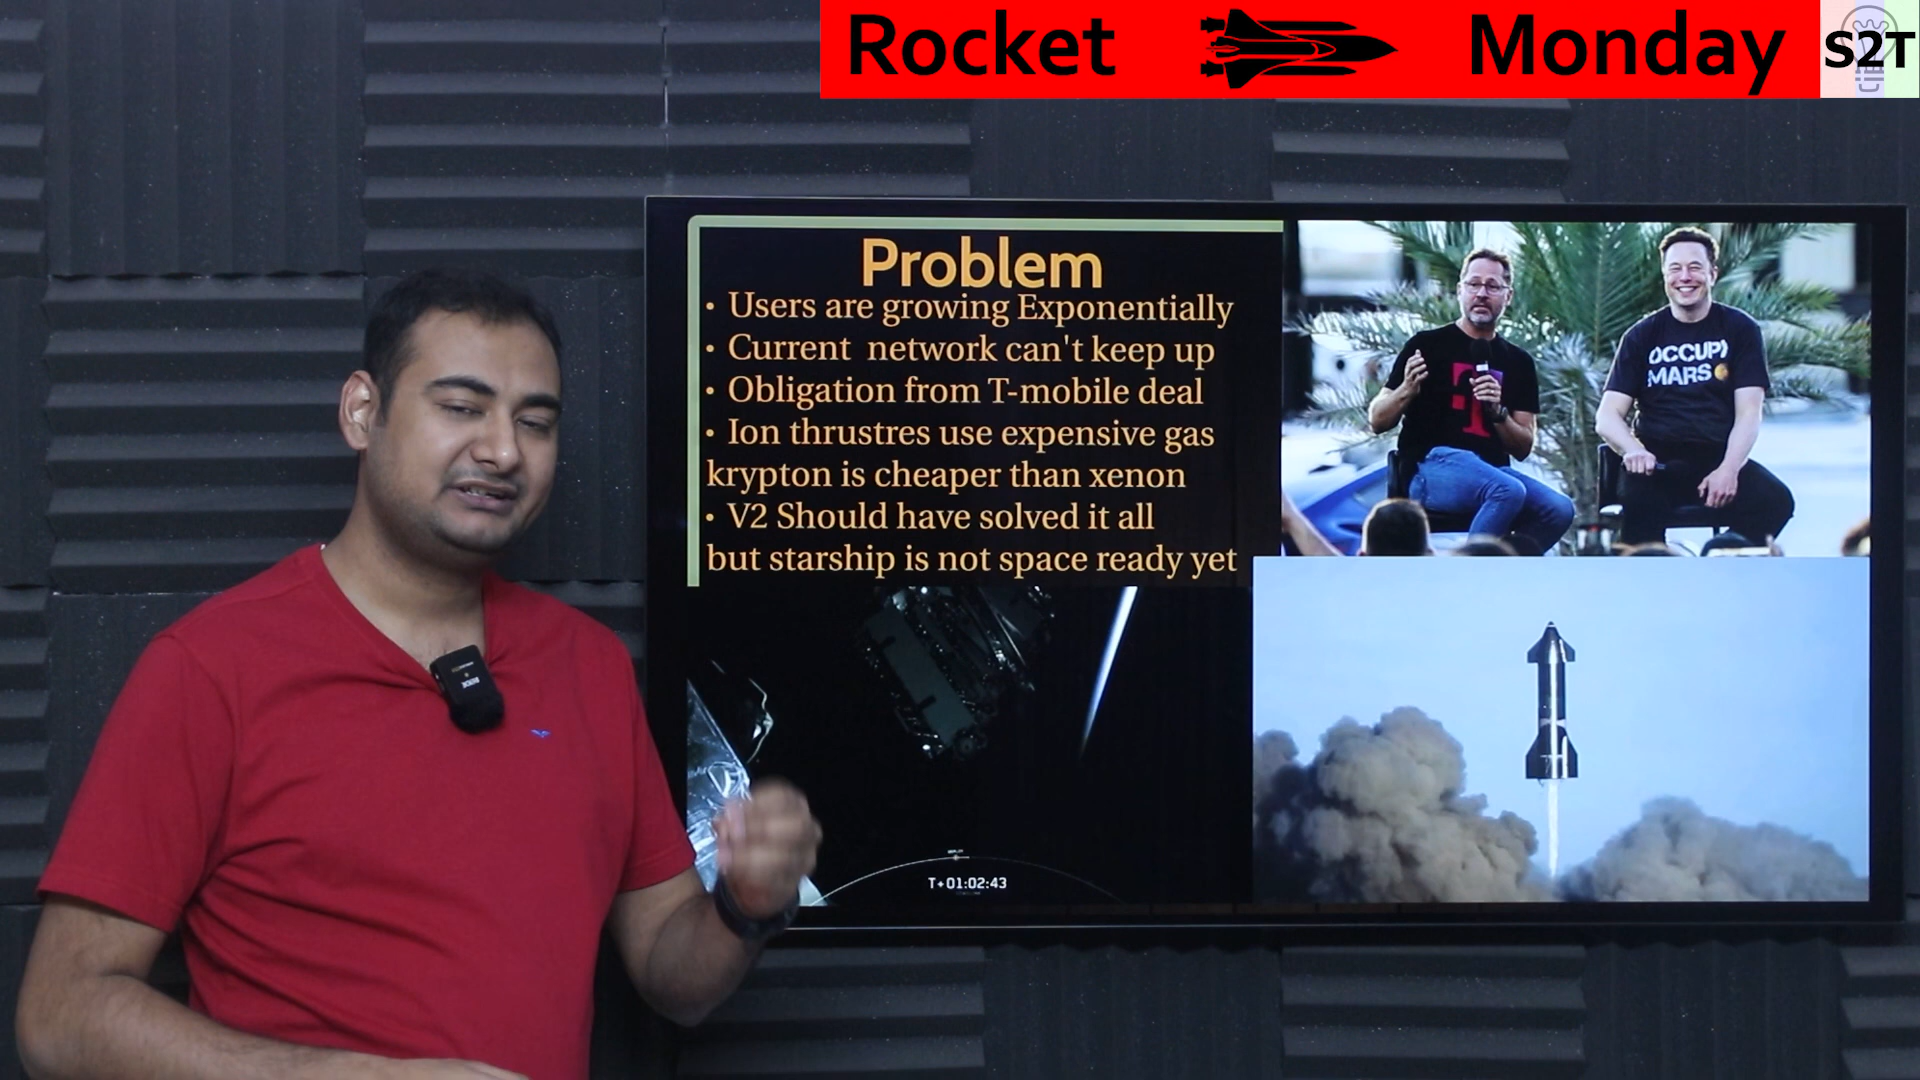 Rocket Monday S2T
Problem
• Users are growing Exponentially
• Current network can't keep up
• Obligation from T-mobile deal
• Ion thrustres use expensive gas
krypton is cheaper than xenon
• V2 Should have solved it all
but starship is not space ready yet
OCCUPY
MARS
T
T+01:02:43